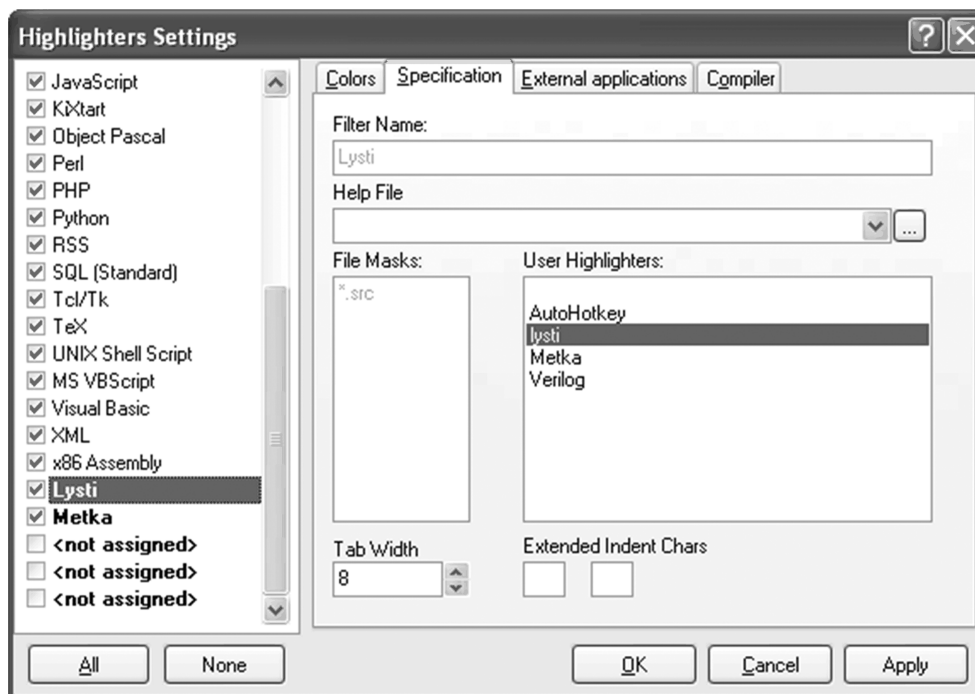 Highlighters Settings
JavaScript
KiXtart
Object Pascal
Perl
PHP
Python
RSS
SQL (Standard)
Tcl/Tk
TeX
UNIX Shell Script
MS VBScript
Visual Basic
XML
x86 Assembly
Lysti
Metka
<not assigned>
<not assigned>
<not assigned>
All None
Colors Specification External applications Compiler
Filter Name:
Lysti
Help File
...
File Masks: User Highlighters:
*.src
AutoHotkey
lysti
Metka
Verilog
Tab Width Extended Indent Chars
8
OK Cancel Apply